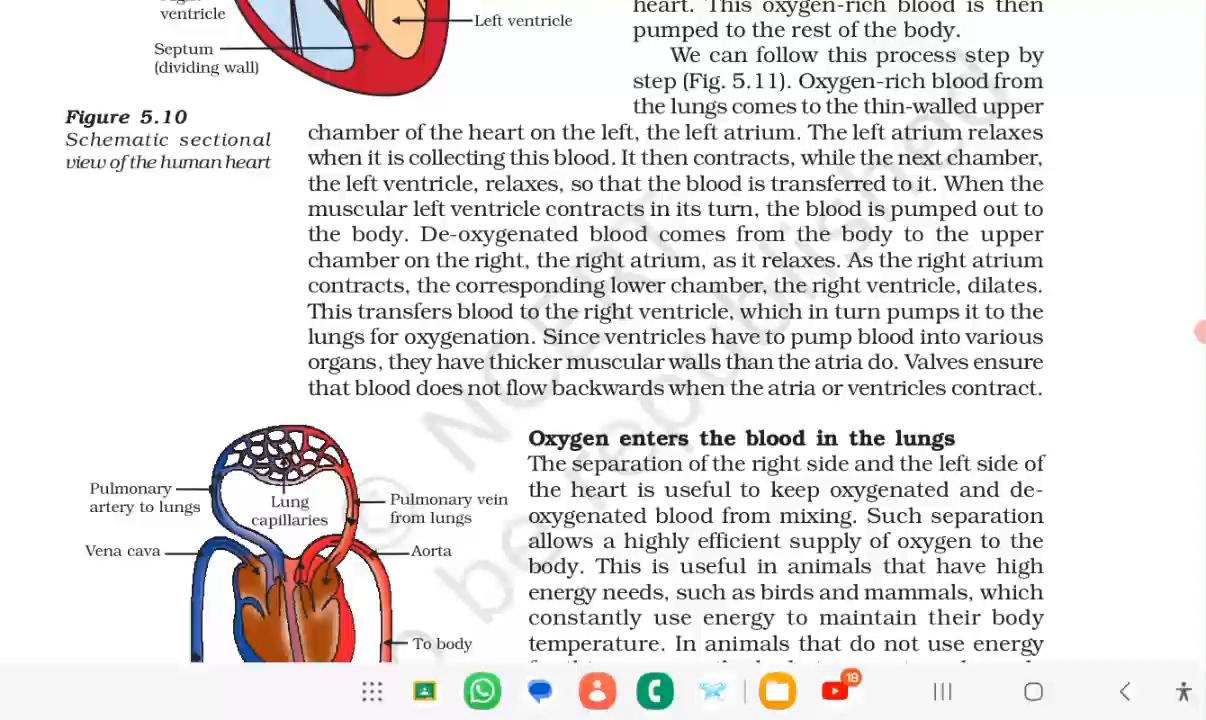 ventricle
Left ventricle
Septum
(dividing wall)
Figure 5.10
Schematic sectional
view of the human heart
heart. This oxygen-rich blood is then
pumped to the rest of the body.
We can follow this process step by
step (Fig. 5.11). Oxygen-rich blood from
the lungs comes to the thin-walled upper
chamber of the heart on the left, the left atrium. The left atrium relaxes
when it is collecting this blood. It then contracts, while the next chamber,
the left ventricle, relaxes, so that the blood is transferred to it. When the
muscular left ventricle contracts in its turn, the blood is pumped out to
the body. De-oxygenated blood comes from the body to the upper
chamber on the right, the right atrium, as it relaxes. As the right atrium
contracts, the corresponding lower chamber, the right ventricle, dilates.
This transfers blood to the right ventricle, which in turn pumps it to the
lungs for oxygenation. Since ventricles have to pump blood into various
organs, they have thicker muscular walls than the atria do. Valves ensure
that blood does not flow backwards when the atria or ventricles contract.
Pulmonary
artery to lungs
Lung
capillaries
Pulmonary vein
from lungs
Vena cava
Aorta
To body
Oxygen enters the blood in the lungs
The separation of the right side and the left side of
the heart is useful to keep oxygenated and de-
oxygenated blood from mixing. Such separation
allows a highly efficient supply of oxygen to the
body. This is useful in animals that have high
energy needs, such as birds and mammals, which
constantly use energy to maintain their body
temperature. In animals that do not use energy
© NCERT
be republished
19